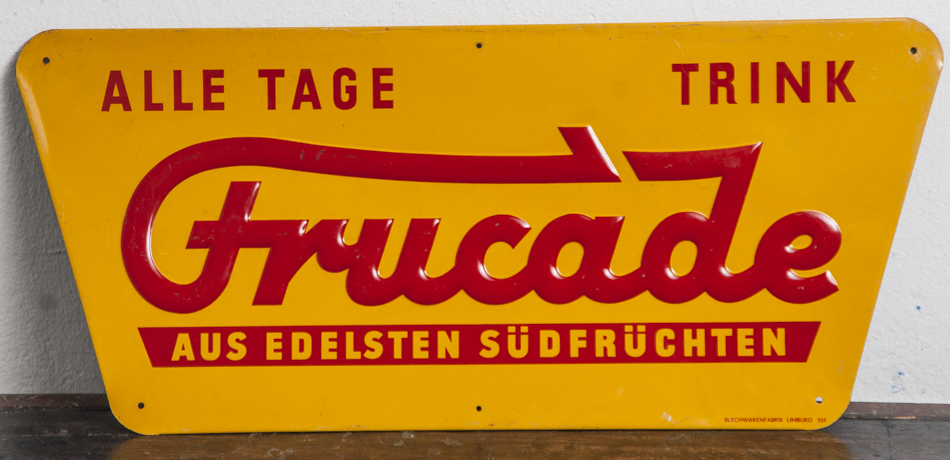 ALLE TAGE TRINK
Frucade
AUS EDELSTEN SÜDFRÜCHTEN
BLECHWARENFABRIK LIMBURG